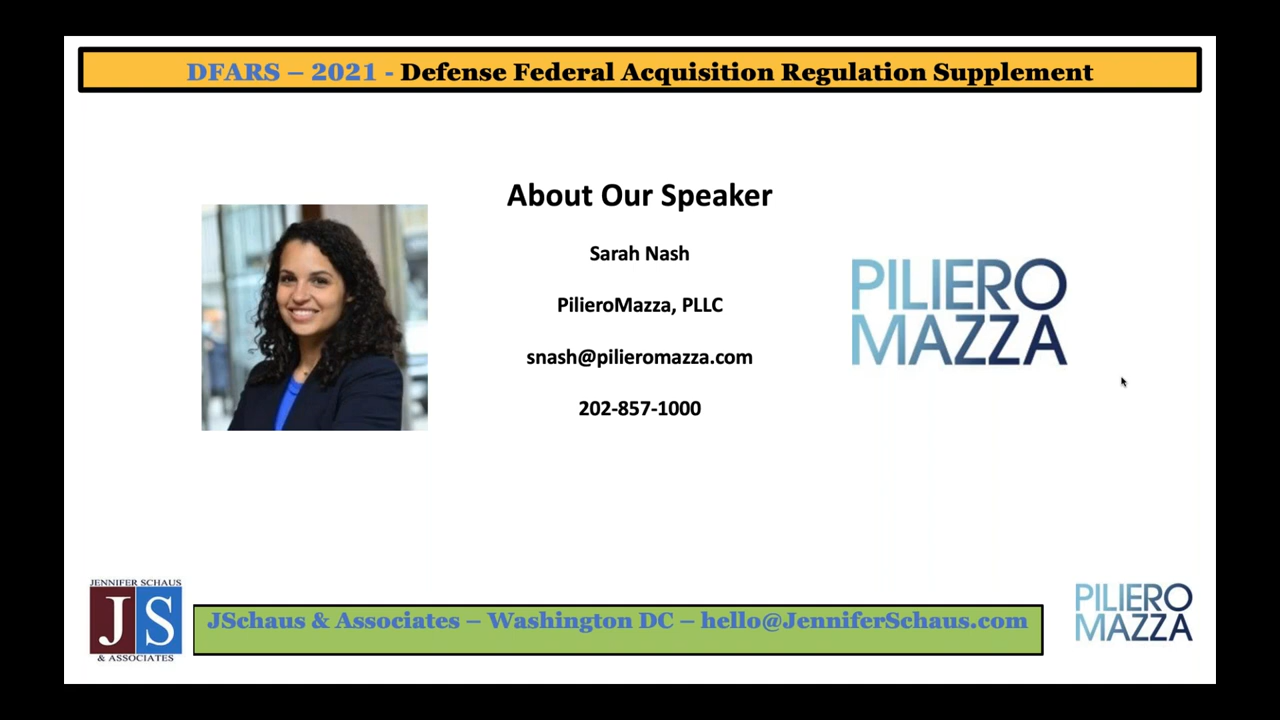 DFARS – 2021 - Defense Federal Acquisition Regulation Supplement
About Our Speaker
Sarah Nash
PilieroMazza, PLLC
snash@pilieromazza.com
202-857-1000
PILIERO
MAZZA
JENNIFER SCHAUS
JS
& ASSOCIATES
JSchaus & Associates – Washington DC – hello@JenniferSchaus.com
PILIERO
MAZZA